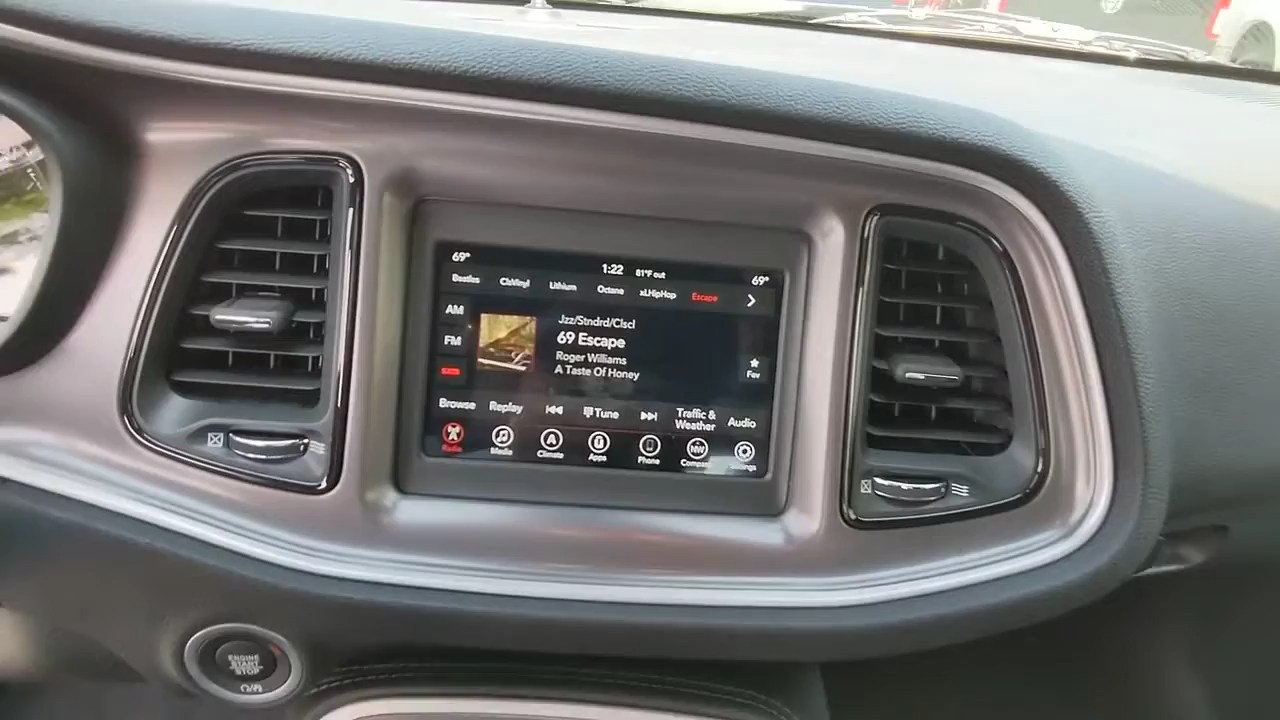 69° 1:22 81°F out 69°
Beatles ClsVinyl Lithium Octane xLHipHop Escape
AM
FM
Jzz/Stndrd/Clscl
69 Escape
Roger Williams
A Taste Of Honey
Fav
Browse Replay Tune Traffic & Weather Audio
Radio Media Climate Apps Phone
A NW
ENGINE
START
STOP